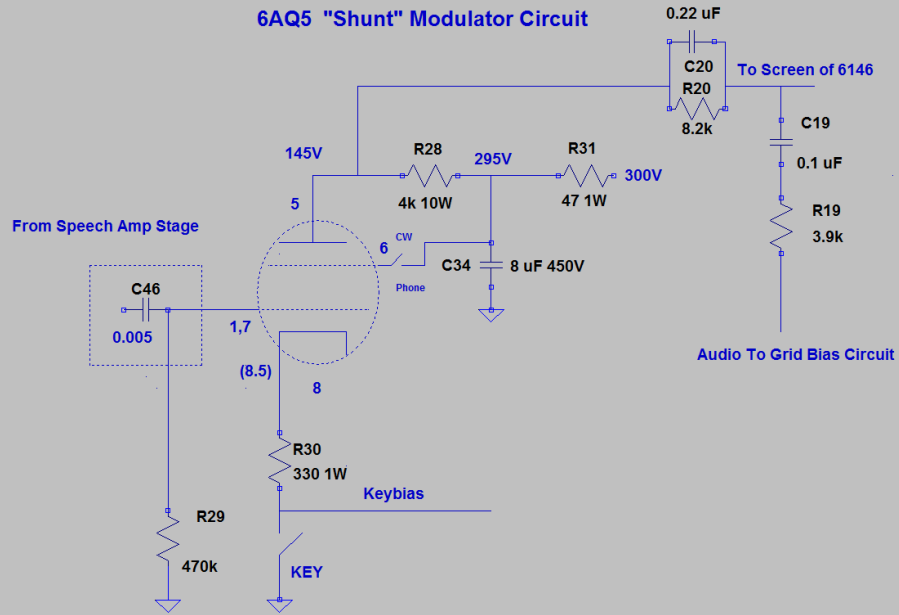 6AQ5 "Shunt" Modulator Circuit
0.22 uF
C20
To Screen of 6146
R20
8.2k
C19
0.1 uF
145V
R28
295V
R31
300V
4k 10W
47 1W
5
R19
3.9k
From Speech Amp Stage
6
CW
C34
8 uF 450V
Phone
C46
0.005
1,7
Audio To Grid Bias Circuit
(8.5)
8
R30
330 1W
Keybias
R29
470k
KEY